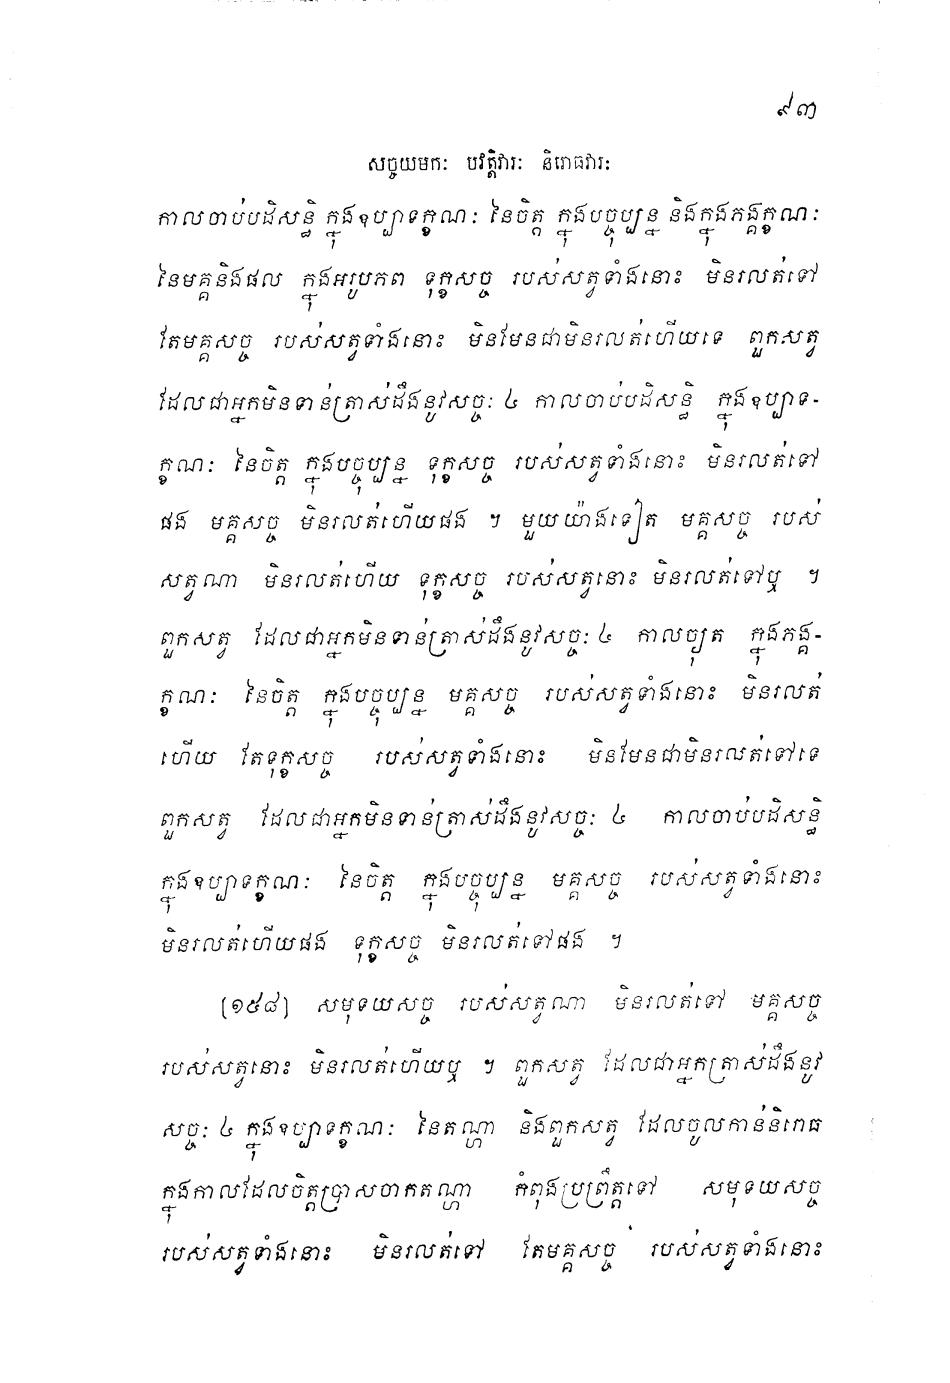 ៩៣
សច្ចយមកៈ បវត្តិវារៈ និរោធវារៈ
កាលចាប់បដិសន្ធិ ក្នុងឧប្បាទក្ខណៈ នៃចិត្ត ក្នុងបច្ចុប្បន្ន និងក្នុងភង្គក្ខណៈ
នៃមគ្គនិងផល ក្នុងអរូបភព ទុក្ខសច្ច របស់សត្វទាំងនោះ មិនរលត់ទៅ
តែមគ្គសច្ច របស់សត្វទាំងនោះ មិនមែនជាមិនរលត់ហើយទេ ពួកសត្វ
ដែលជាអ្នកមិនទាន់ត្រាស់ដឹងនូវសច្ចៈ ៤ កាលចាប់បដិសន្ធិ ក្នុងឧប្បាទ-
ក្ខណៈ នៃចិត្ត ក្នុងបច្ចុប្បន្ន ទុក្ខសច្ច របស់សត្វទាំងនោះ មិនរលត់ទៅ
ផង មគ្គសច្ច មិនរលត់ហើយផង ។ មួយយ៉ាងទៀត មគ្គសច្ច របស់
សត្វណា មិនរលត់ហើយ ទុក្ខសច្ច របស់សត្វនោះ មិនរលត់ទៅឬ ។
ពួកសត្វ ដែលជាអ្នកមិនទាន់ត្រាស់ដឹងនូវសច្ចៈ ៤ កាលច្យុត ក្នុងភង្គ-
ក្ខណៈ នៃចិត្ត ក្នុងបច្ចុប្បន្ន មគ្គសច្ច របស់សត្វទាំងនោះ មិនរលត់
ហើយ តែទុក្ខសច្ច របស់សត្វទាំងនោះ មិនមែនជាមិនរលត់ទៅទេ
ពួកសត្វ ដែលជាអ្នកមិនទាន់ត្រាស់ដឹងនូវសច្ចៈ ៤ កាលចាប់បដិសន្ធិ
ក្នុងឧប្បាទក្ខណៈ នៃចិត្ត ក្នុងបច្ចុប្បន្ន មគ្គសច្ច របស់សត្វទាំងនោះ
មិនរលត់ហើយផង ទុក្ខសច្ច មិនរលត់ទៅផង ។
[១៥៨] សមុទយសច្ច របស់សត្វណា មិនរលត់ទៅ មគ្គសច្ច
របស់សត្វនោះ មិនរលត់ហើយឬ ។ ពួកសត្វ ដែលជាអ្នកត្រាស់ដឹងនូវ
សច្ចៈ ៤ ក្នុងឧប្បាទក្ខណៈ នៃតណ្ហា និងពួកសត្វ ដែលចូលកាន់និរោធ
ក្នុងកាលដែលចិត្តប្រាសចាកតណ្ហា កំពុងប្រព្រឹត្តទៅ សមុទយសច្ច
របស់សត្វទាំងនោះ មិនរលត់ទៅ តែមគ្គសច្ច របស់សត្វទាំងនោះ